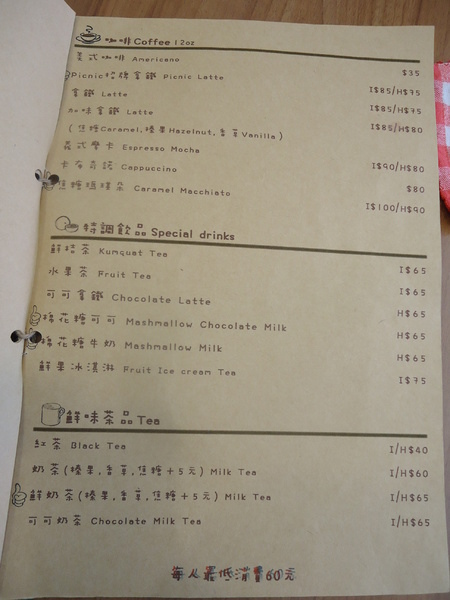 咖啡 Coffee 12oz
美式咖啡 Americano $35
Picnic招牌拿鐵 Picnic Latte I$85/H$75
拿鐵 Latte I$85/H$75
加味拿鐵 Latte I$85/H$80
(焦糖Caramel,榛果Hazelnut,香草Vanilla)
義式摩卡 Espresso Mocha I$90/H$80
卡布奇諾 Cappuccino $80
焦糖瑪琪朵 Caramel Macchiato I$100/H$90
特調飲品 Special drinks
鮮桔茶 Kumquat Tea I$65
水果茶 Fruit Tea I$65
可可拿鐵 Chocolate Latte H$65
棉花糖可可 Mashmallow Chocolate Milk H$65
棉花糖牛奶 Mashmallow Milk H$65
鮮果冰淇淋 Fruit Ice cream Tea I$75
鮮味茶品 Tea
紅茶 Black Tea I/H$40
奶茶(榛果,香草,焦糖+5元) Milk Tea I/H$60
鮮奶茶(榛果,香草,焦糖+5元) Milk Tea I/H$65
可可奶茶 Chocolate Milk Tea I/H$65
每人最低消費60元